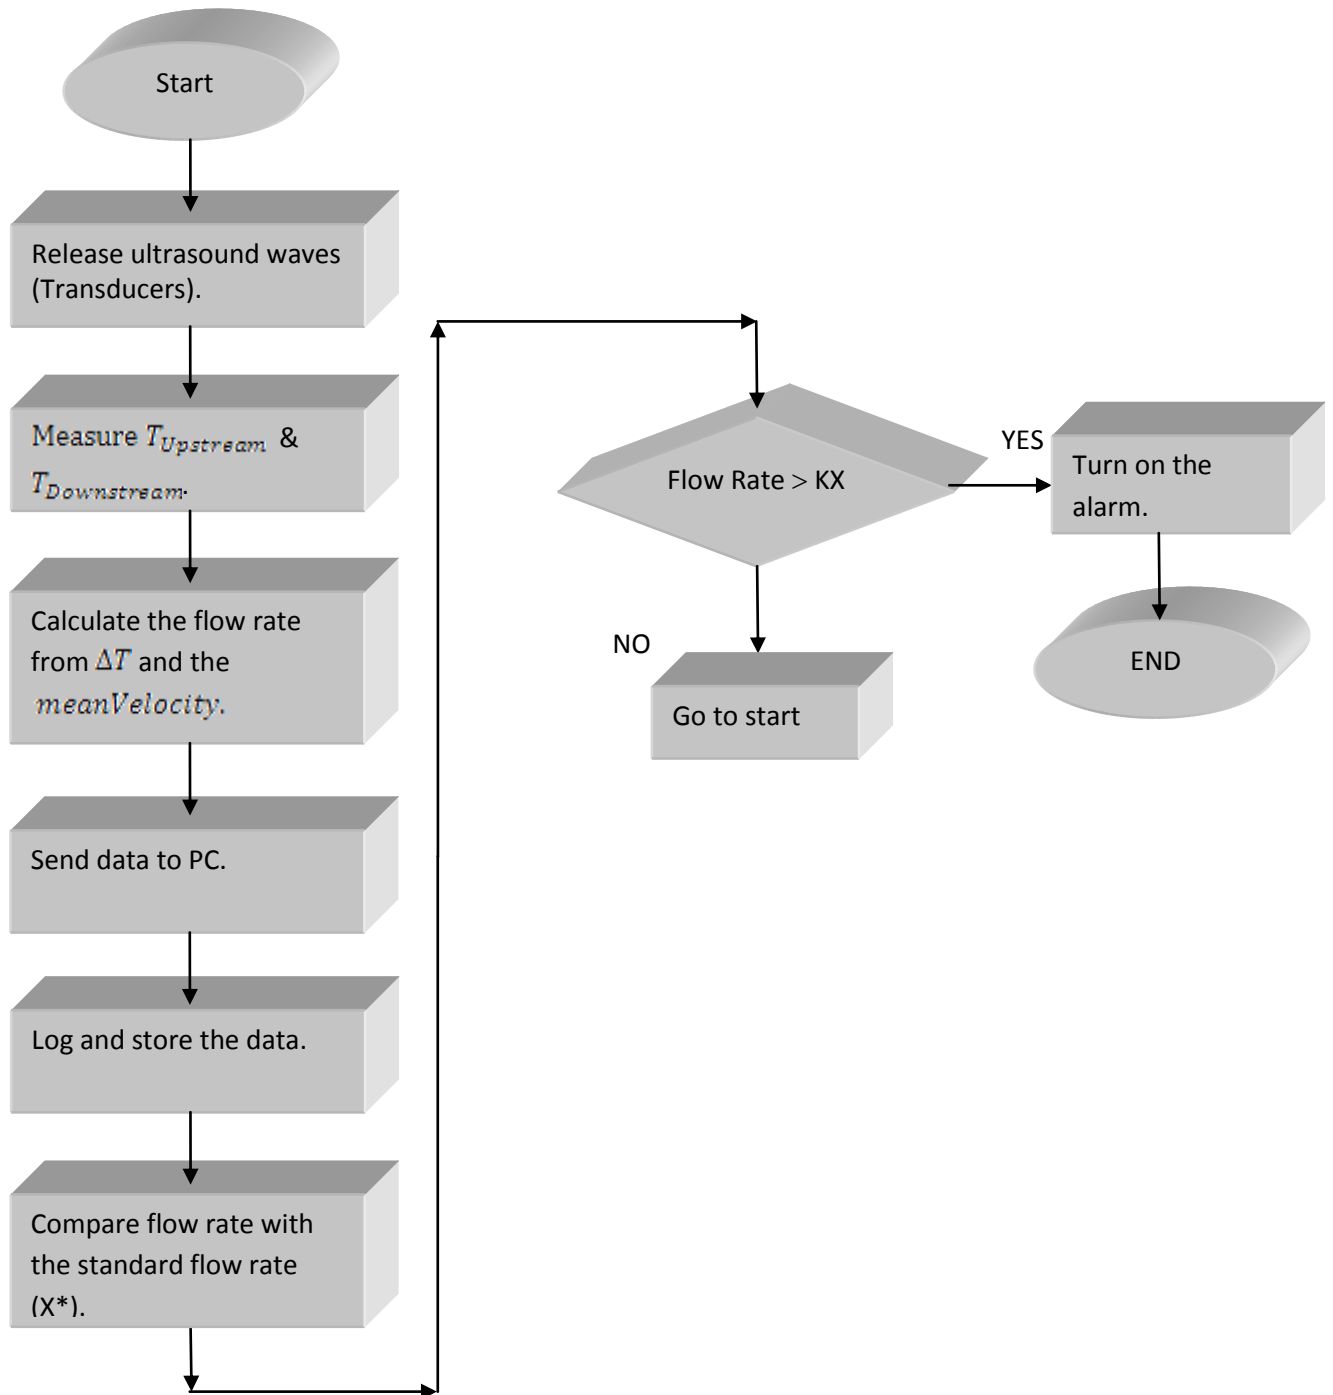 Start
Release ultrasound waves
(Transducers).
Measure T_Upstream &
T_Downstream.
Calculate the flow rate
from ΔT and the
meanVelocity.
Send data to PC.
Log and store the data.
Compare flow rate with
the standard flow rate
(X*).
Flow Rate > KX
YES
Turn on the
alarm.
END
NO
Go to start